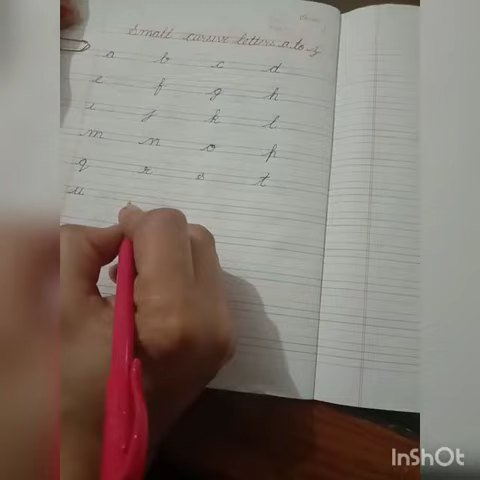 Small cursive letters a to z
a b c d
e f g h
i j k l
m n o p
q r s t
u
InShOt